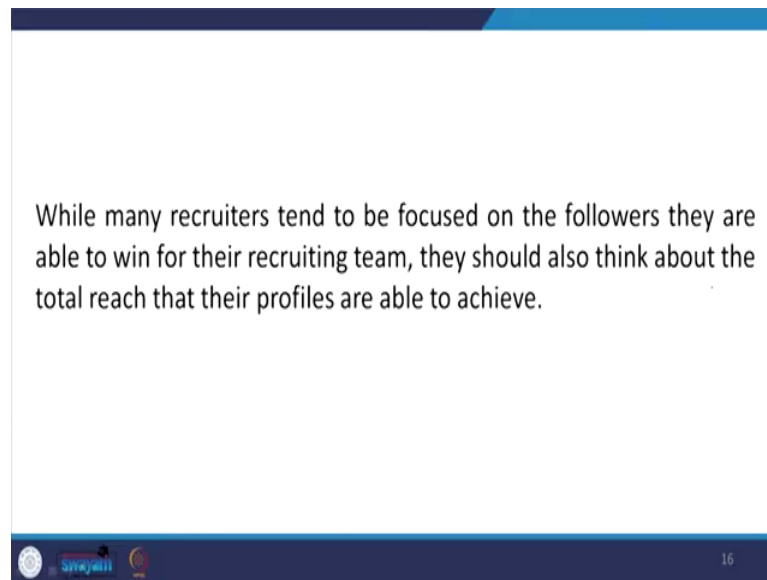 While many recruiters tend to be focused on the followers they are
able to win for their recruiting team, they should also think about the
total reach that their profiles are able to achieve.
swayam
16